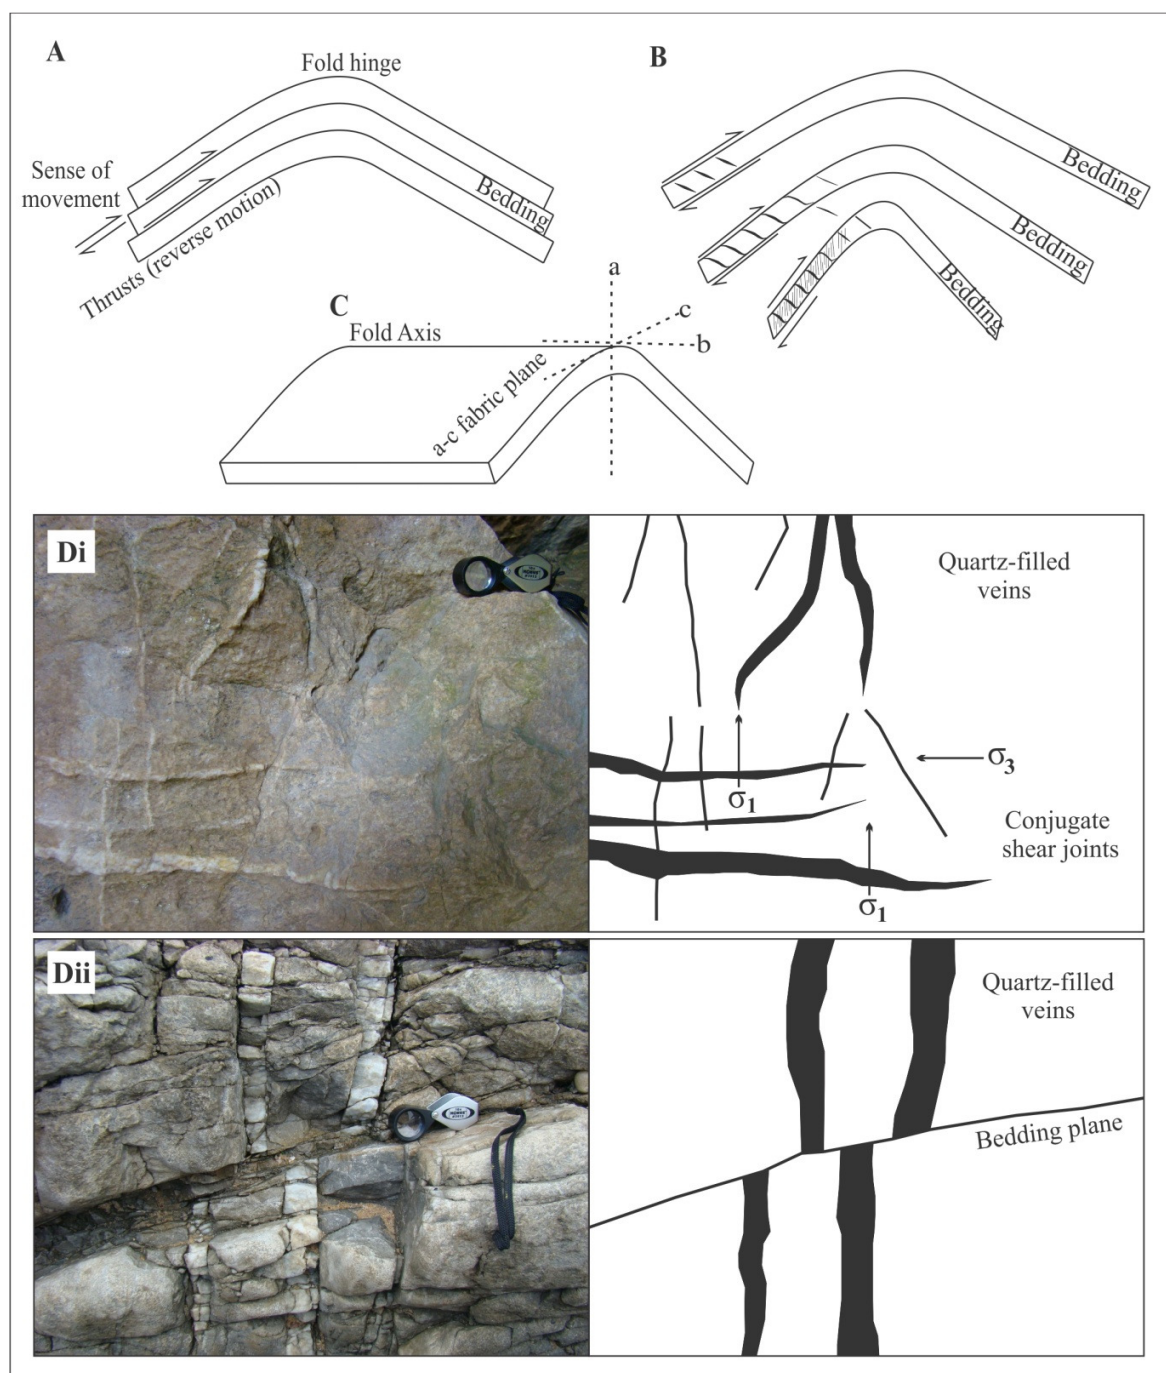 A
Fold hinge
Sense of
movement
Bedding
Thrusts (reverse motion)
B
Bedding
Bedding
Bedding
C
a
c
b
Fold Axis
a-c fabric plane
Di
Quartz-filled
veins
σ3
σ1
Conjugate
shear joints
σ1
Dii
Quartz-filled
veins
Bedding plane